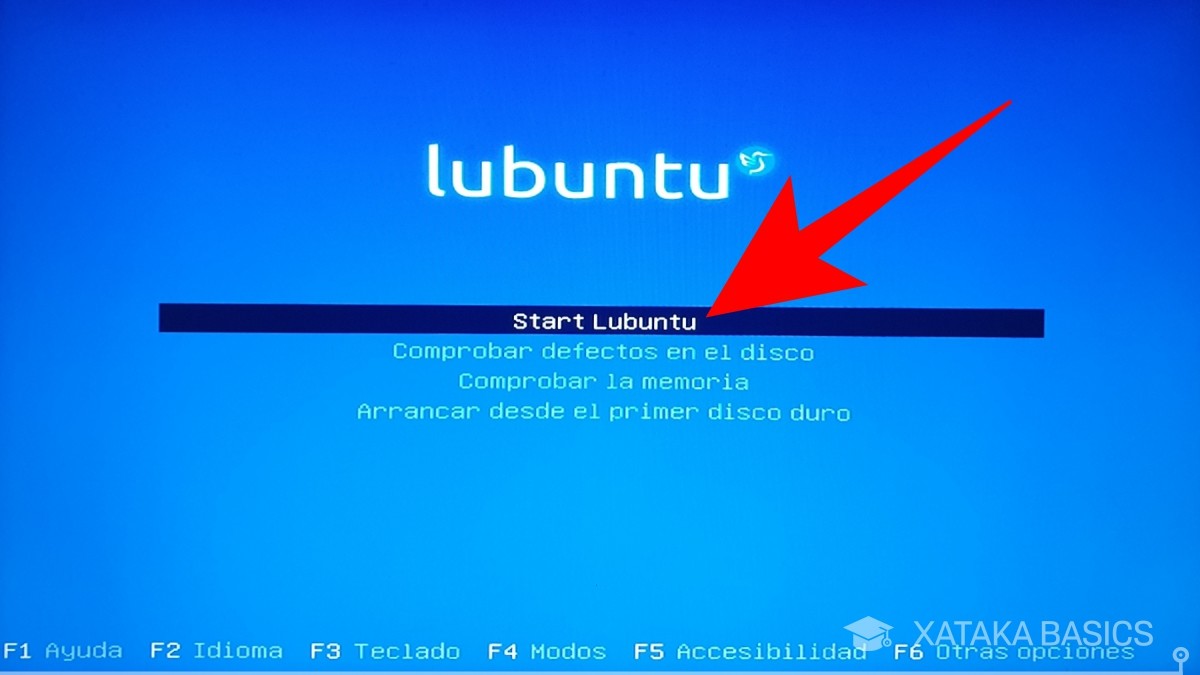 lubuntu
Start Lubuntu
Comprobar defectos en el disco
Comprobar la memoria
Arrancar desde el primer disco duro
F1 Ayuda F2 Idioma F3 Teclado F4 Modos F5 Accesibilidad F6 Otras opciones
XATAKA BASICS